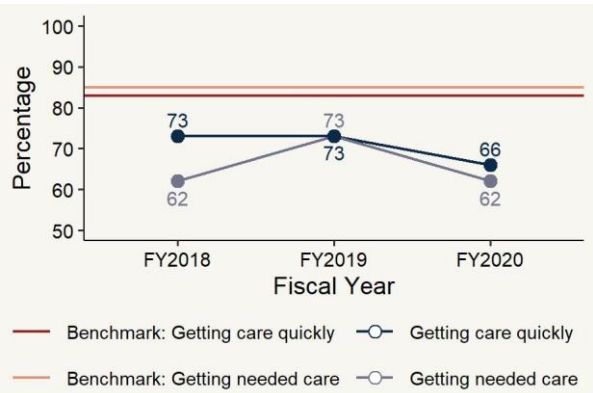 100
90
80
70
60
50
Percentage
73
73
73
66
62
62
FY2018 FY2019 FY2020
Fiscal Year
Benchmark: Getting care quickly Getting care quickly
Benchmark: Getting needed care Getting needed care